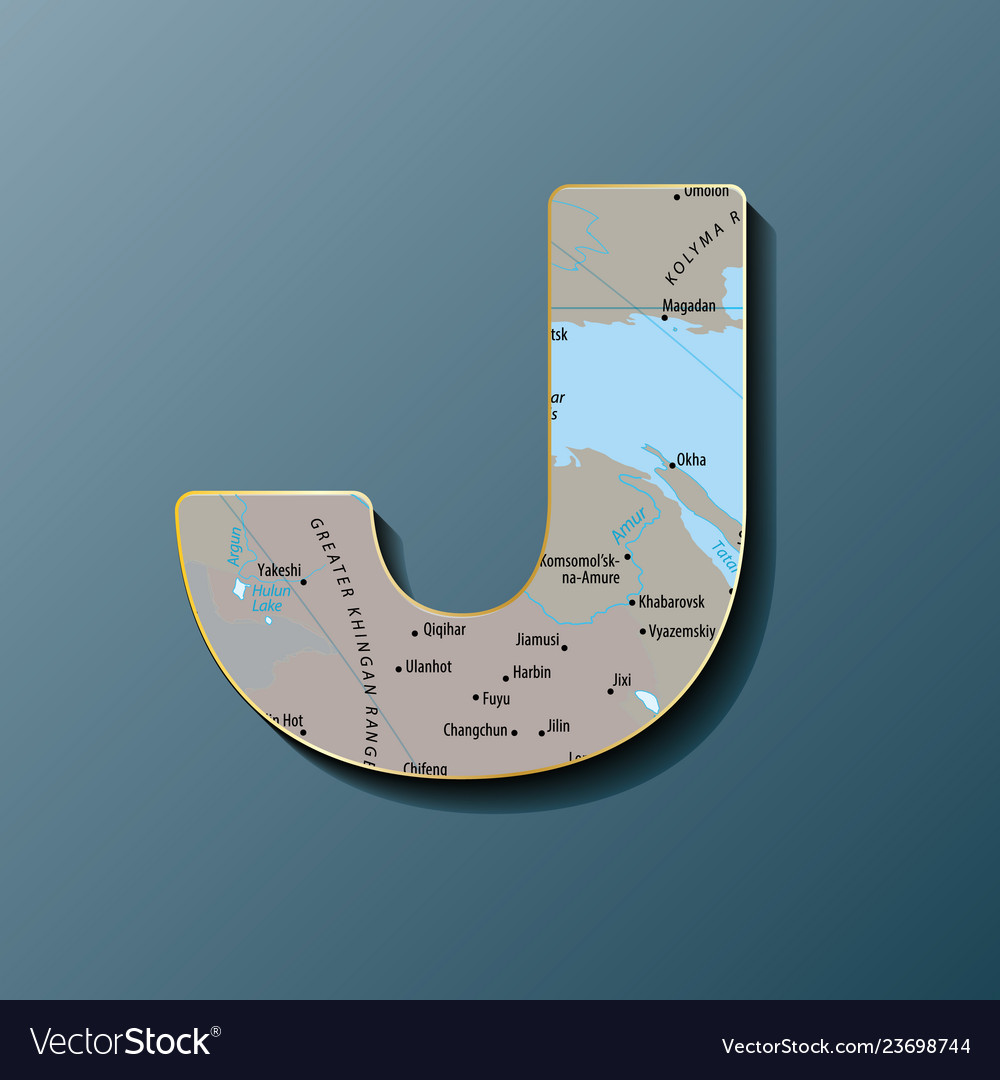 Omolon
KOLYMA R
Magadan
tsk
ar
s
Okha
Amur
Tatar
Komsomol'sk-
na-Amure
Khabarovsk
Vyazemskiy
Argun
Yakeshi
Hulun
Lake
GREATER KHINGAN RANGE
Qiqihar
Jiamusi
Ulanhot
Harbin
Jixi
Fuyu
Changchun
Jilin
in Hot
Chifeng
VectorStock®
VectorStock.com/23698744